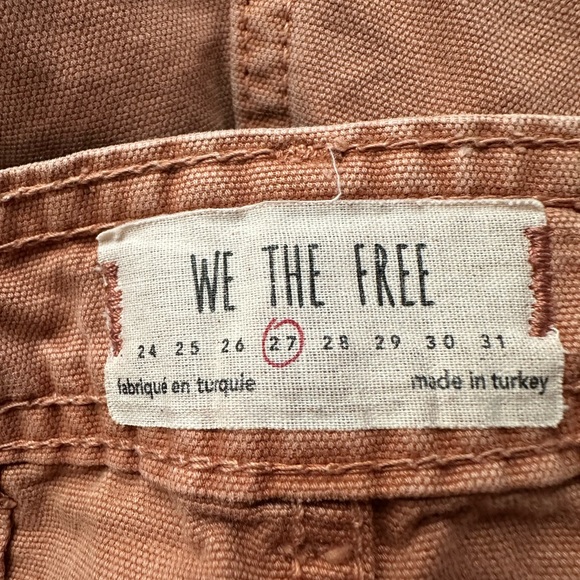 WE THE FREE
24 25 26 27 28 29 30 31
fabriqué en turquie made in turkey